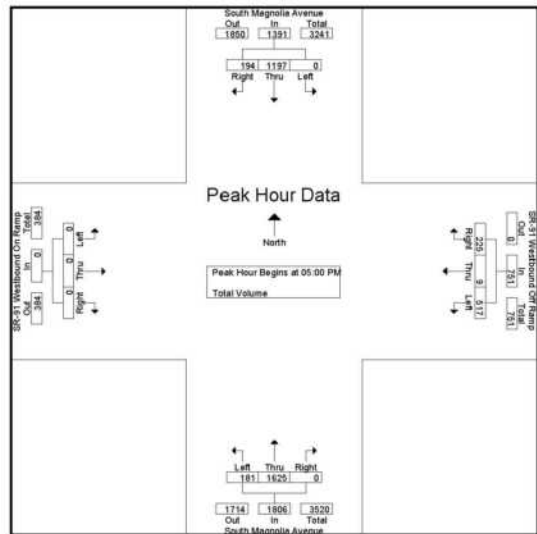 South Magnolia Avenue
Out In Total
1850 1391 3241
194 1197 0
Right Thru Left
Peak Hour Data
North
Peak Hour Begins at 05:00 PM
Total Volume
SR-91 Westbound On Ramp
Out In Total
384 0 384
0 0 0
Right Thru Left
SR-91 Westbound Off Ramp
Out In Total
0 751 751
225 9 517
Right Thru Left
Left Thru Right
181 1625 0
1714 1806 3520
Out In Total
South Magnolia Avenue